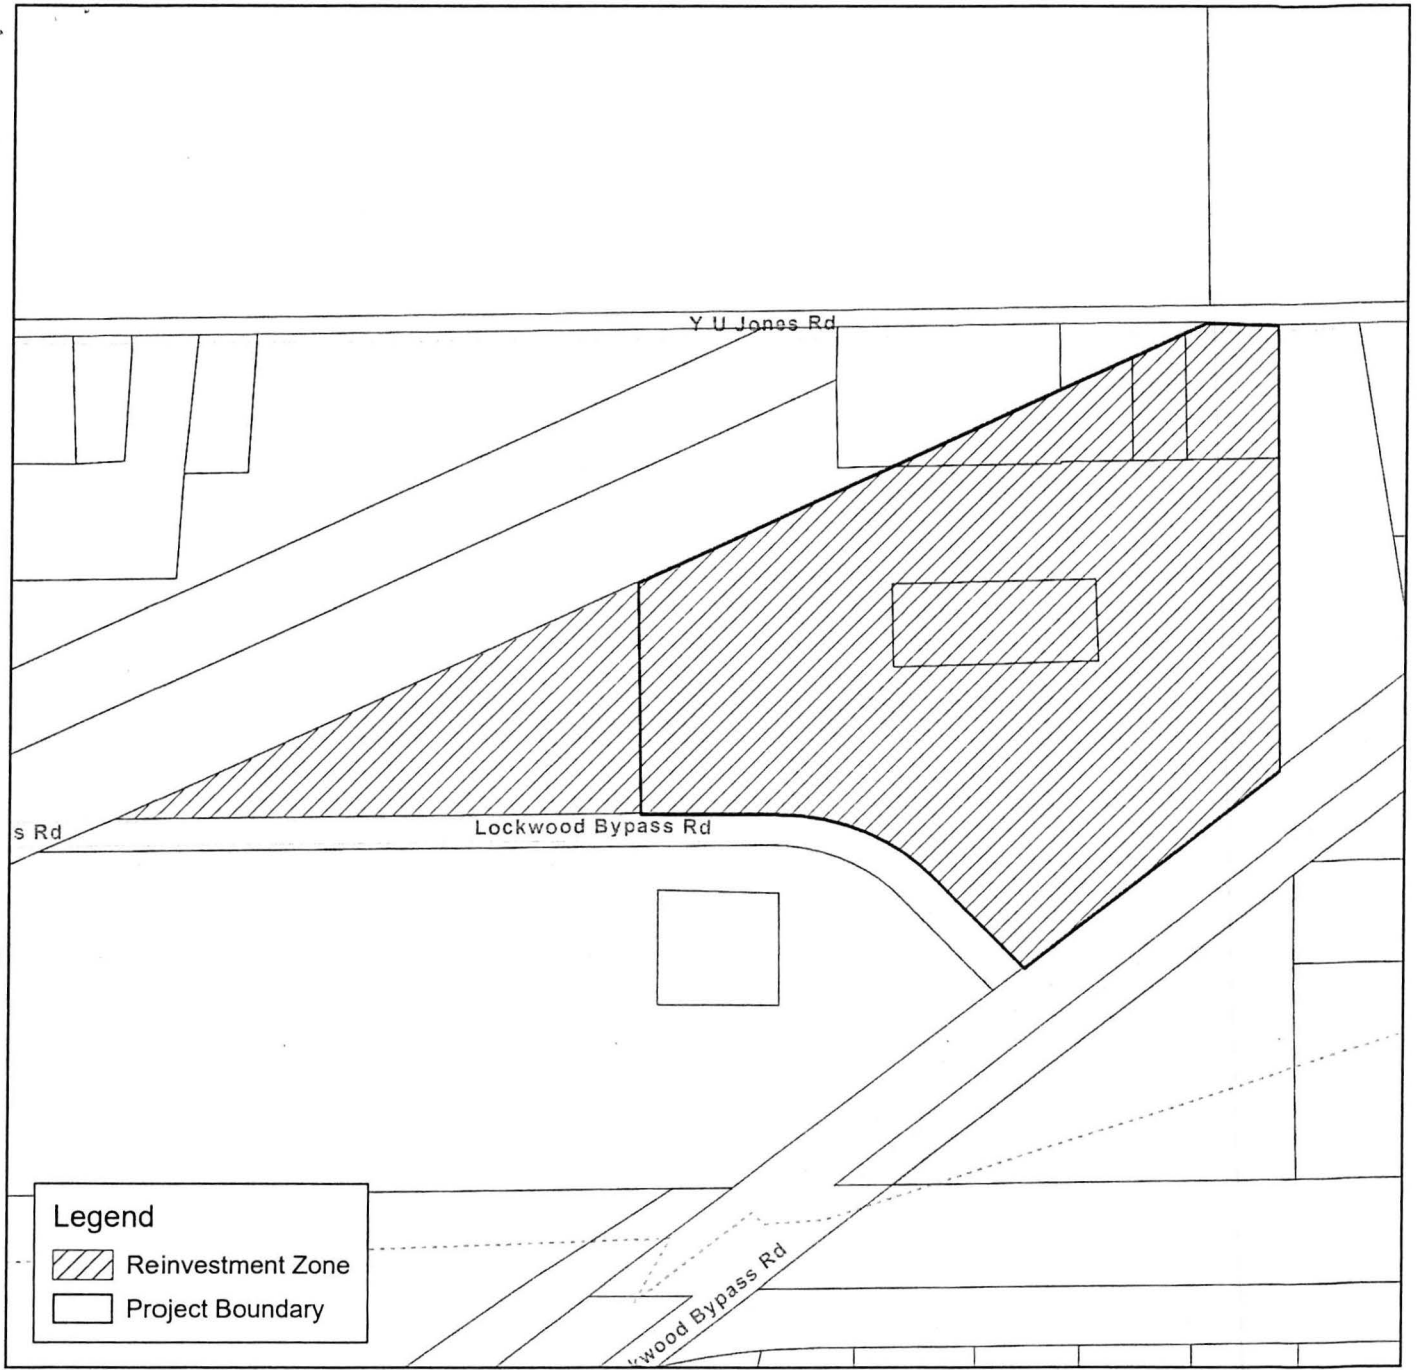 Y U Jones Rd
s Rd
Lockwood Bypass Rd
kwood Bypass Rd
Legend
Reinvestment Zone
Project Boundary